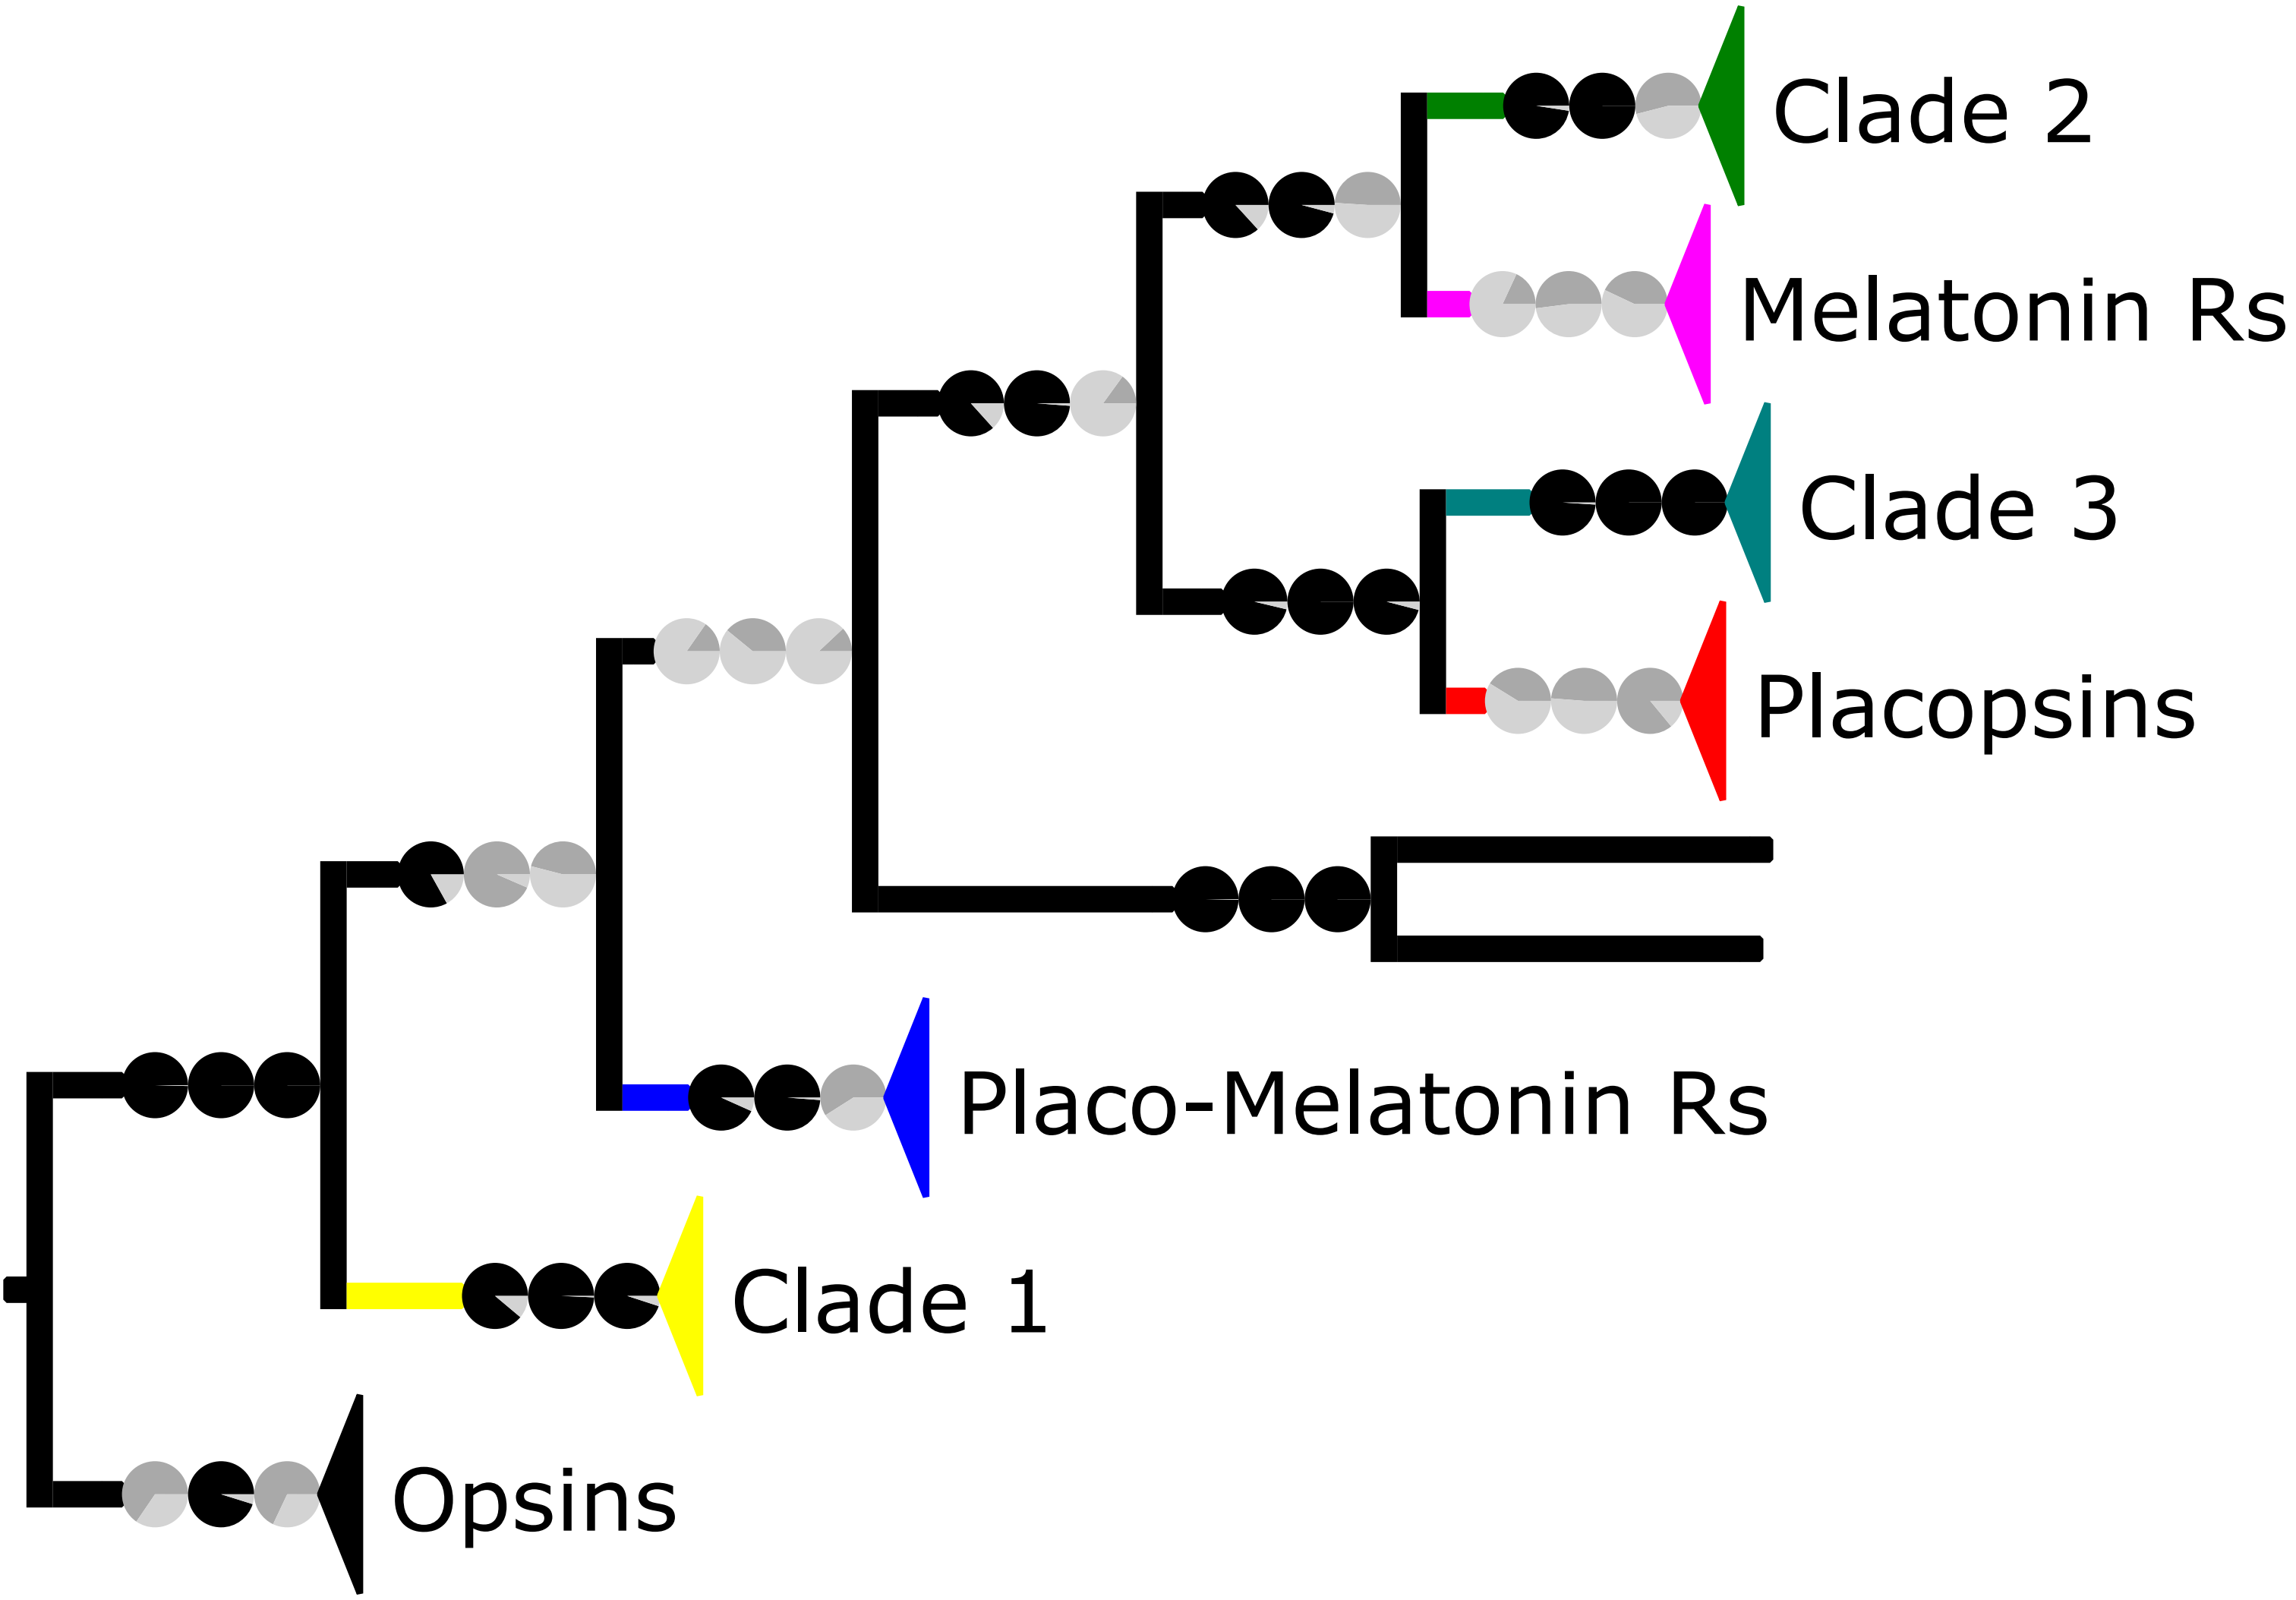 Clade 2
Melatonin Rs
Clade 3
Placopsins
Placo-Melatonin Rs
Clade 1
Opsins